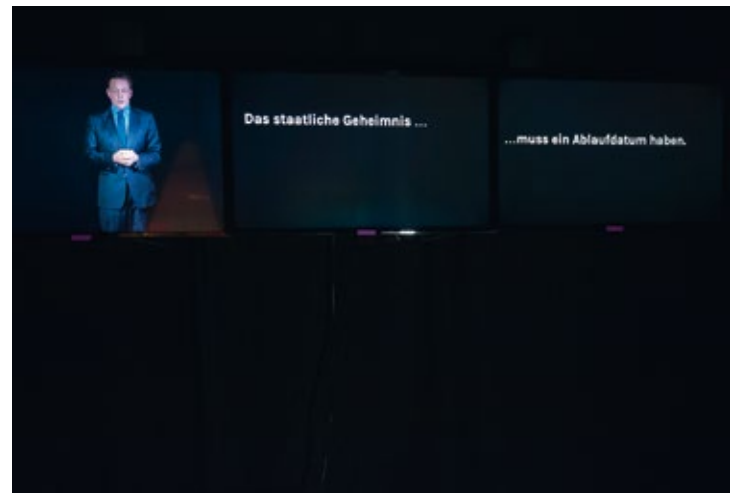 Das staatliche Geheimnis ...
...muss ein Ablaufdatum haben.